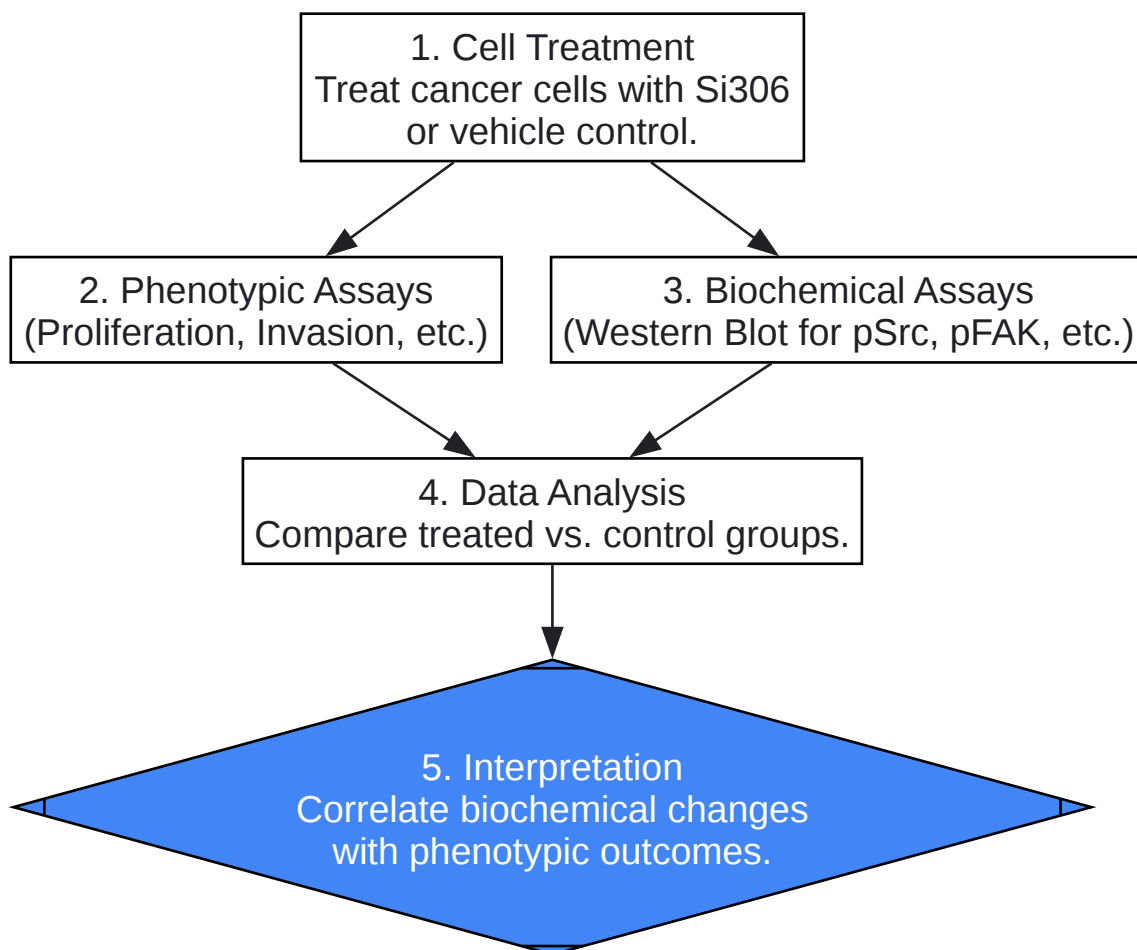 1. Cell Treatment
Treat cancer cells with Si306
or vehicle control.
2. Phenotypic Assays
(Proliferation, Invasion, etc.)
3. Biochemical Assays
(Western Blot for pSrc, pFAK, etc.)
4. Data Analysis
Compare treated vs. control groups.
5. Interpretation
Correlate biochemical changes
with phenotypic outcomes.